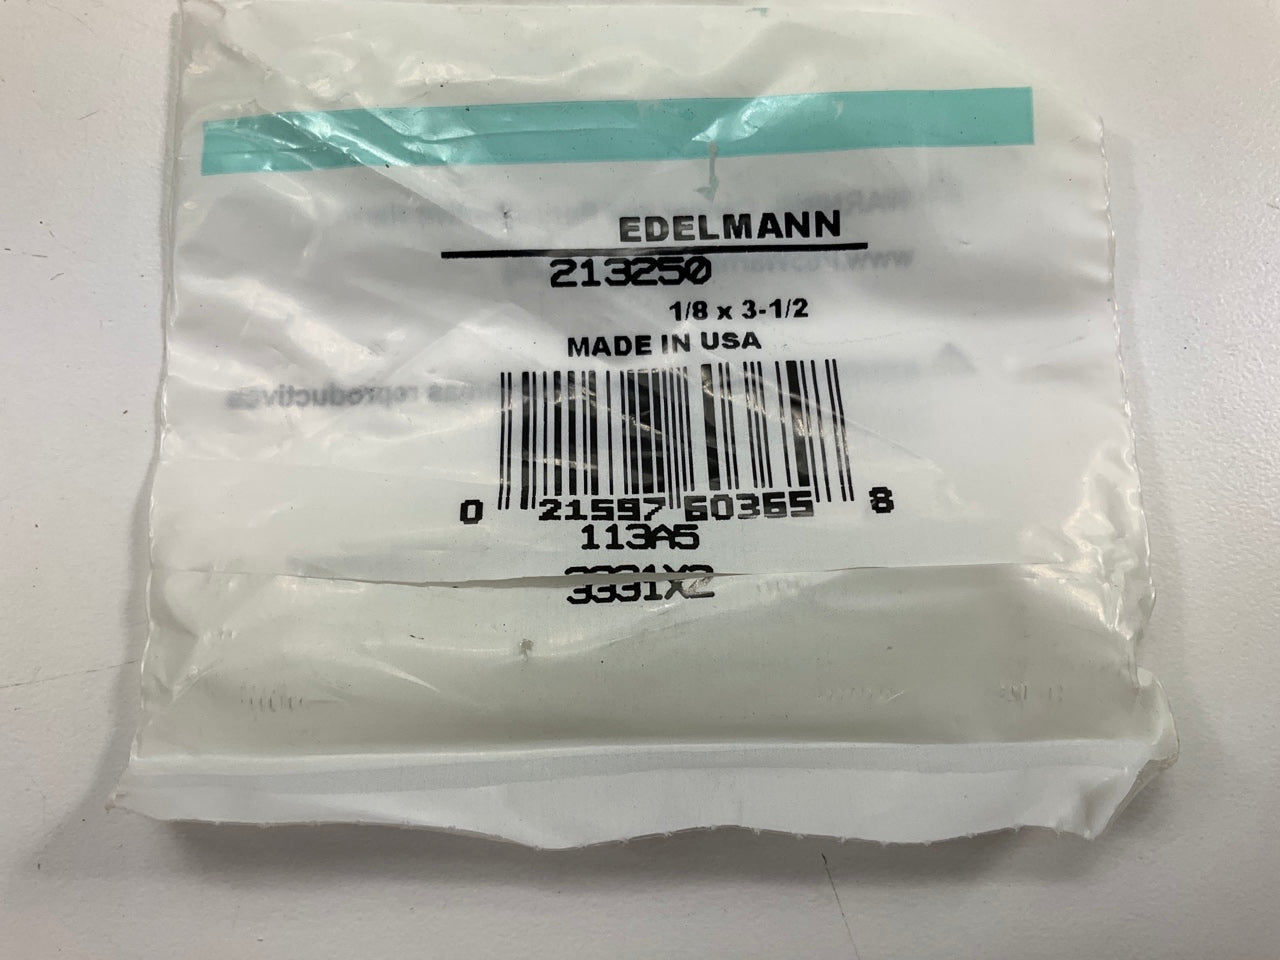 EDELMANN
213250
1/8 x 3-1/2
MADE IN USA
0 21597 60365 8
113A5
3331X2